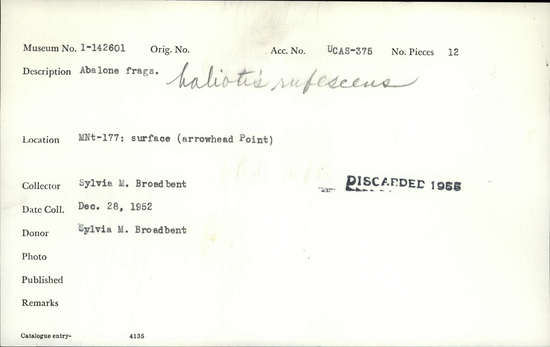 Museum No. 1-142601 Orig. No. Acc. No. UCAS-375 No. Pieces 12
Description Abalone frags. haliotis rufescens
Location MNt-177: surface (arrowhead Point)
Collector Sylvia M. Broadbent DISCARDED 1955
Date Coll. Dec. 28, 1952
Donor Sylvia M. Broadbent
Photo
Published
Remarks
Catalogue entry- 4135